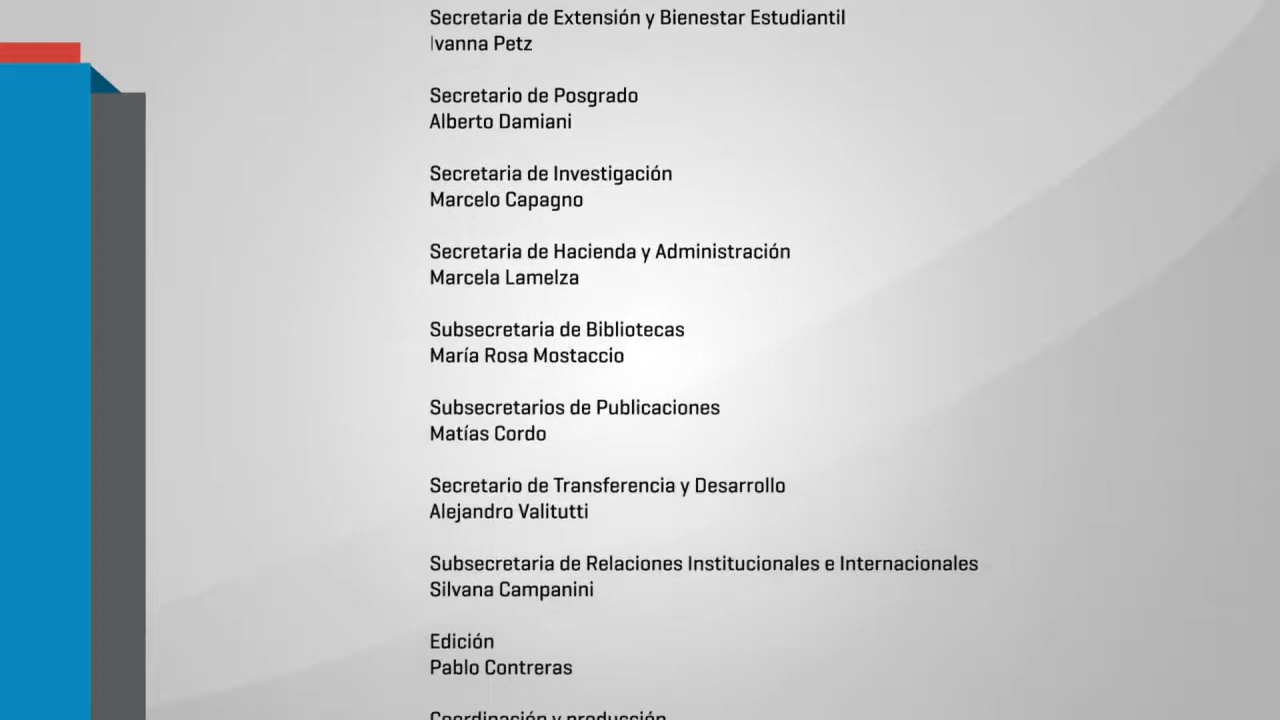 Secretaria de Extensión y Bienestar Estudiantil
Ivanna Petz
Secretario de Posgrado
Alberto Damiani
Secretaria de Investigación
Marcelo Capagno
Secretaria de Hacienda y Administración
Marcela Lamelza
Subsecretaria de Bibliotecas
María Rosa Mostaccio
Subsecretarios de Publicaciones
Matías Cordo
Secretario de Transferencia y Desarrollo
Alejandro Valitutti
Subsecretaria de Relaciones Institucionales e Internacionales
Silvana Campanini
Edición
Pablo Contreras
Coordinación y producción